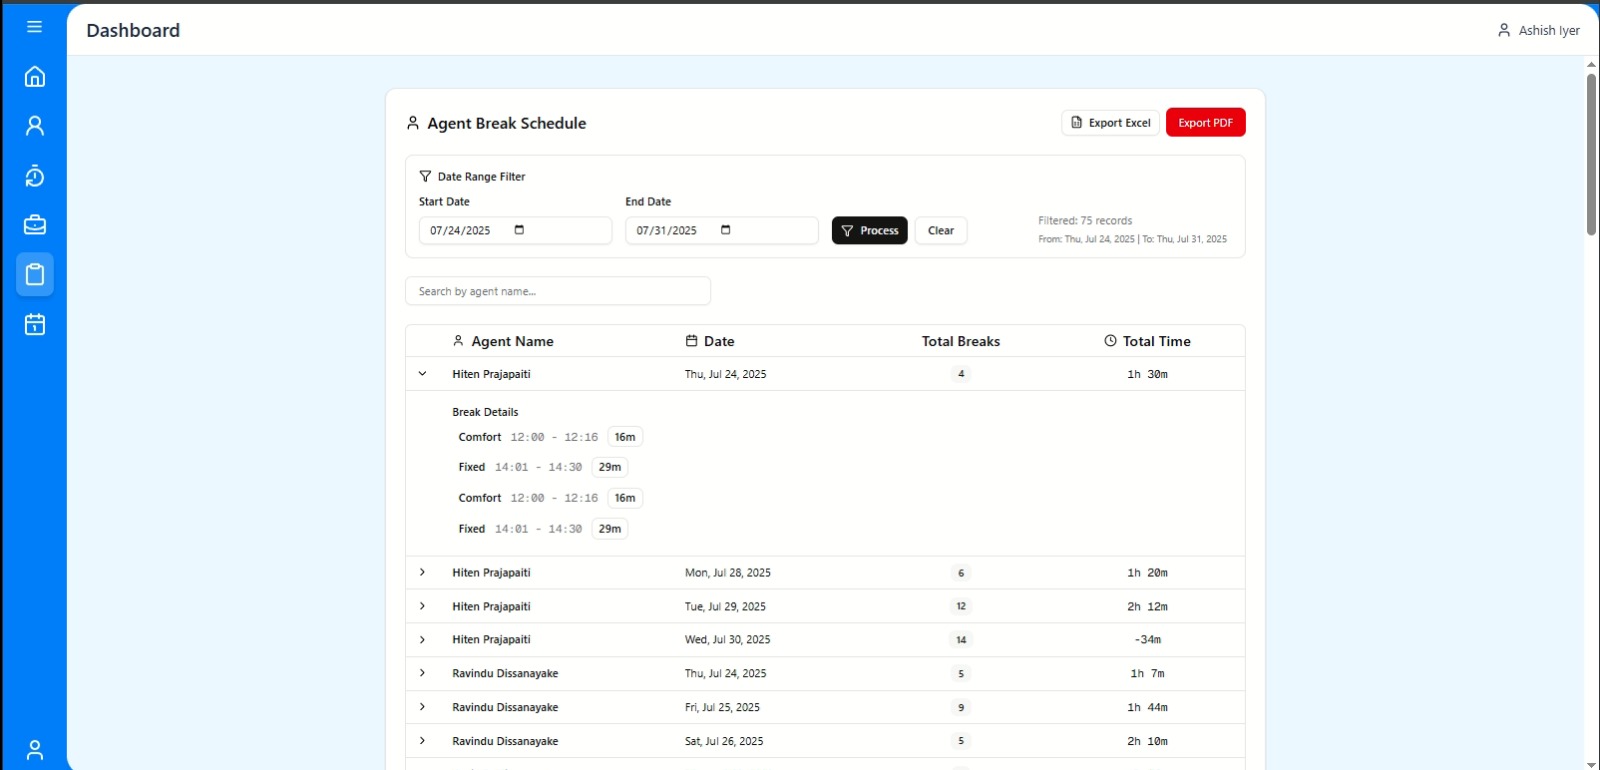 Dashboard
Ashish Iyer
Agent Break Schedule
Export Excel
Export PDF
Date Range Filter
Start Date
End Date
07/24/2025
07/31/2025
Process
Clear
Filtered: 75 records
From: Thu, Jul 24, 2025 | To: Thu, Jul 31, 2025
Search by agent name...
Agent Name Date Total Breaks Total Time
Hiten Prajapaiti Thu, Jul 24, 2025 4 1h 30m
Break Details
Comfort 12:00 - 12:16 16m
Fixed 14:01 - 14:30 29m
Comfort 12:00 - 12:16 16m
Fixed 14:01 - 14:30 29m
Hiten Prajapaiti Mon, Jul 28, 2025 6 1h 20m
Hiten Prajapaiti Tue, Jul 29, 2025 12 2h 12m
Hiten Prajapaiti Wed, Jul 30, 2025 14 -34m
Ravindu Dissanayake Thu, Jul 24, 2025 5 1h 7m
Ravindu Dissanayake Fri, Jul 25, 2025 9 1h 44m
Ravindu Dissanayake Sat, Jul 26, 2025 5 2h 10m